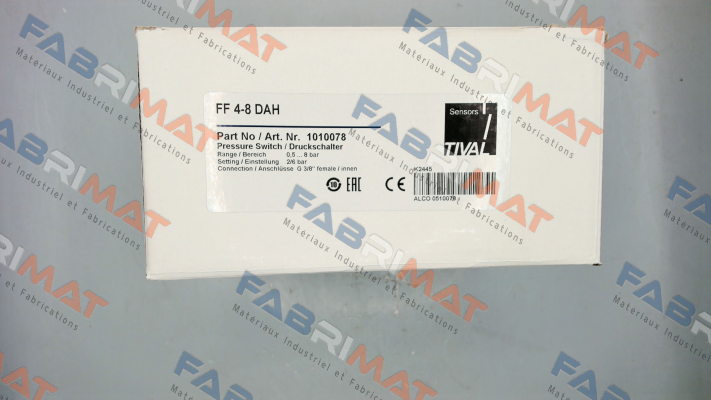 FF 4-8 DAH
Part No / Art. Nr. 1010078
Pressure Switch / Druckschalter
Range / Bereich 0,5 ... 8 bar
Setting / Einstellung 2/6 bar
Connection / Anschlüsse G 3/8" female / innen
Sensors
TIVAL
EAC
CE
K2445
ALCO 0510078
FABRIMAT
Materiaux Industriel et Fabrications